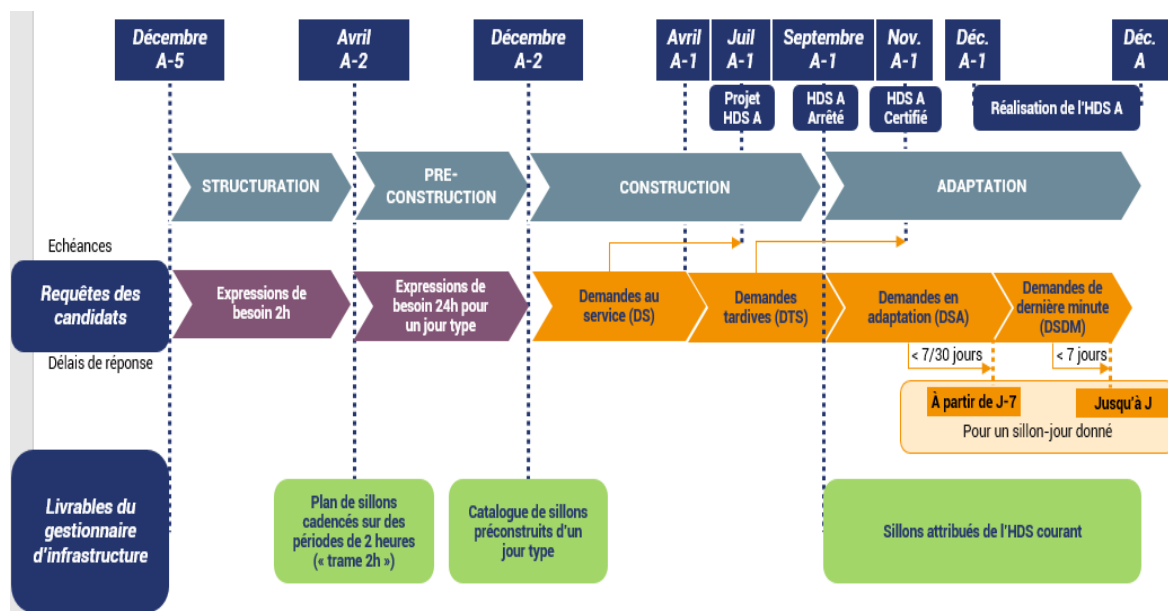 Décembre
A-5
Avril
A-2
Décembre
A-2
Avril
A-1
Juil
A-1
Septembre
A-1
Nov.
A-1
Déc.
A-1
Déc.
A
Projet
HDS A
HDS A
Arrêté
HDS A
Certifié
Réalisation de l'HDS A
STRUCTURATION
PRE-
CONSTRUCTION
CONSTRUCTION
ADAPTATION
Echéances
Requêtes des
candidats
Délais de réponse
Expressions de
besoin 2h
Expressions de
besoin 24h pour
un jour type
Demandes au
service (DS)
Demandes
tardives (DTS)
Demandes en
adaptation (DSA)
Demandes de
dernière minute
(DSDM)
< 7/30 jours
< 7 jours
À partir de J-7
Jusqu'à J
Pour un sillon-jour donné
Livrables du
gestionnaire
d'infrastructure
Plan de sillons
cadencés sur des
périodes de 2 heures
(« trame 2h »)
Catalogue de sillons
préconstruits d'un
jour type
Sillons attribués de l'HDS courant